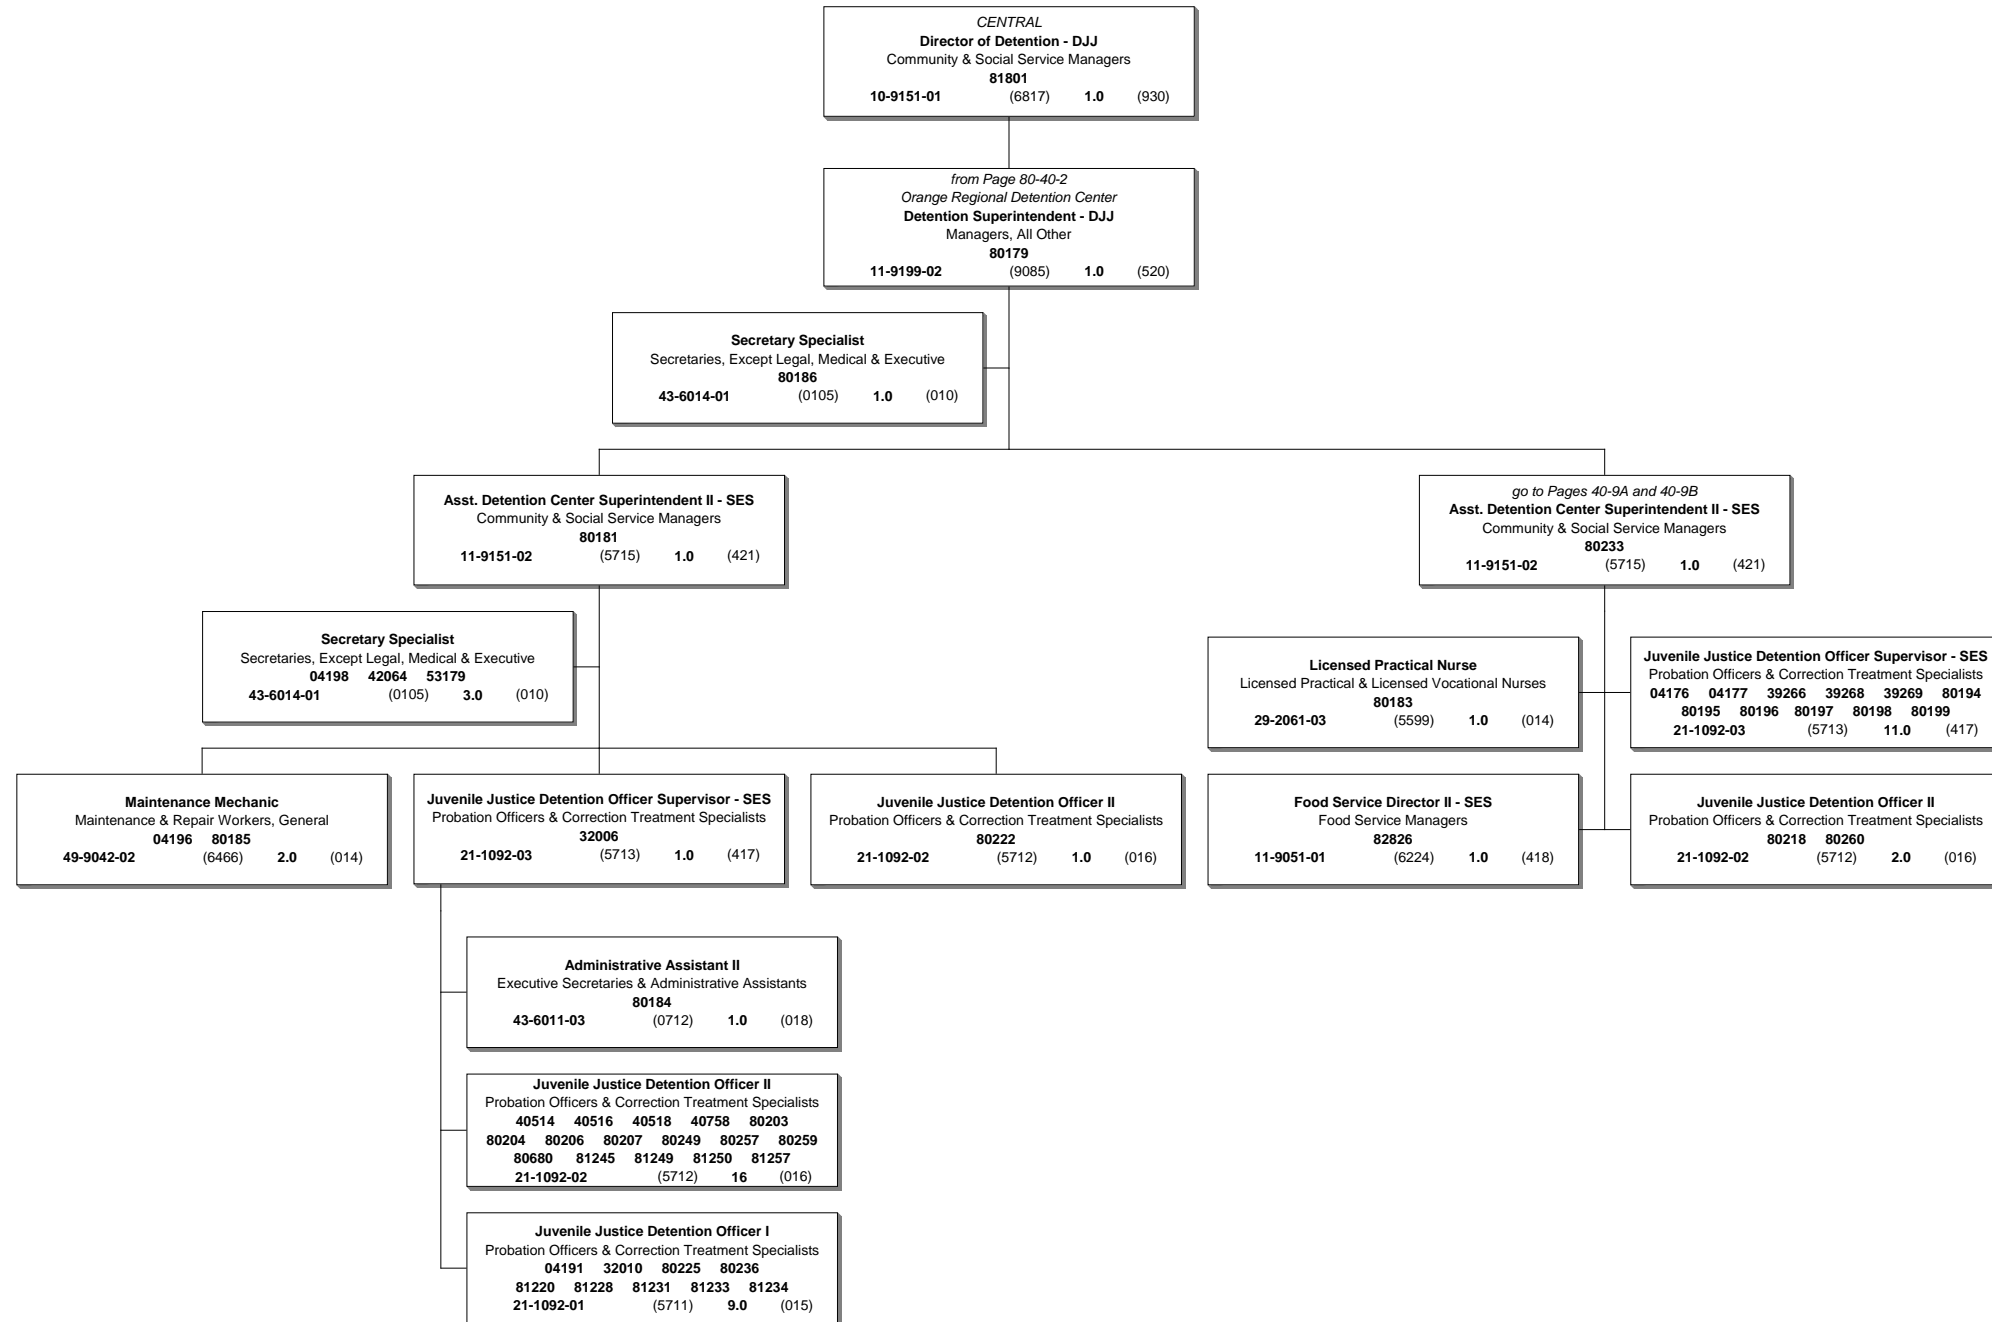 CENTRAL
Director of Detention - DJJ
Community & Social Service Managers
81801
10-9151-01 (6817) 1.0 (930)
from Page 80-40-2
Orange Regional Detention Center
Detention Superintendent - DJJ
Managers, All Other
80179
11-9199-02 (9085) 1.0 (520)
Secretary Specialist
Secretaries, Except Legal, Medical & Executive
80186
43-6014-01 (0105) 1.0 (010)
Asst. Detention Center Superintendent II - SES
Community & Social Service Managers
80181
11-9151-02 (5715) 1.0 (421)
go to Pages 40-9A and 40-9B
Asst. Detention Center Superintendent II - SES
Community & Social Service Managers
80233
11-9151-02 (5715) 1.0 (421)
Secretary Specialist
Secretaries, Except Legal, Medical & Executive
04198 42064 53179
43-6014-01 (0105) 3.0 (010)
Licensed Practical Nurse
Licensed Practical & Licensed Vocational Nurses
80183
29-2061-03 (5599) 1.0 (014)
Juvenile Justice Detention Officer Supervisor - SES
Probation Officers & Correction Treatment Specialists
04176 04177 39266 39268 39269 80194
80195 80196 80197 80198 80199
21-1092-03 (5713) 11.0 (417)
Maintenance Mechanic
Maintenance & Repair Workers, General
04196 80185
49-9042-02 (6466) 2.0 (014)
Juvenile Justice Detention Officer Supervisor - SES
Probation Officers & Correction Treatment Specialists
32006
21-1092-03 (5713) 1.0 (417)
Juvenile Justice Detention Officer II
Probation Officers & Correction Treatment Specialists
80222
21-1092-02 (5712) 1.0 (016)
Food Service Director II - SES
Food Service Managers
82826
11-9051-01 (6224) 1.0 (418)
Juvenile Justice Detention Officer II
Probation Officers & Correction Treatment Specialists
80218 80260
21-1092-02 (5712) 2.0 (016)
Administrative Assistant II
Executive Secretaries & Administrative Assistants
80184
43-6011-03 (0712) 1.0 (018)
Juvenile Justice Detention Officer II
Probation Officers & Correction Treatment Specialists
40514 40516 40518 40758 80203
80204 80206 80207 80249 80257 80259
80680 81245 81249 81250 81257
21-1092-02 (5712) 16 (016)
Juvenile Justice Detention Officer I
Probation Officers & Correction Treatment Specialists
04191 32010 80225 80236
81220 81228 81231 81233 81234
21-1092-01 (5711) 9.0 (015)